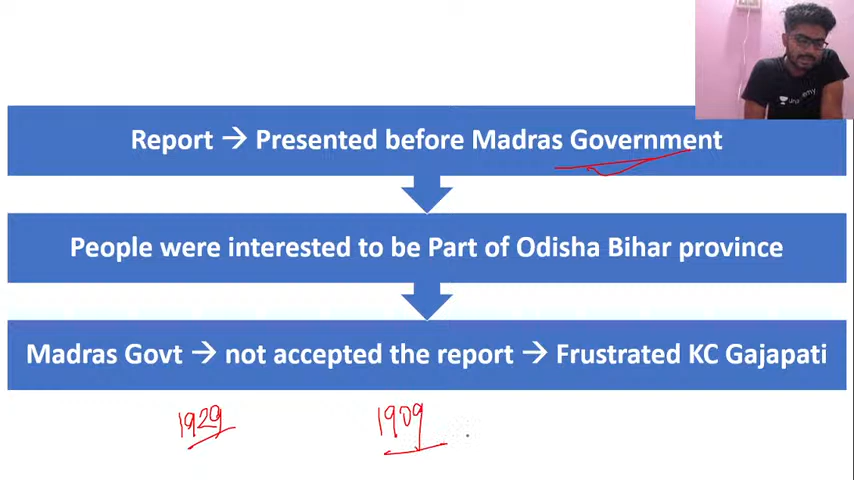 Report → Presented before Madras Government
People were interested to be Part of Odisha Bihar province
Madras Govt → not accepted the report → Frustrated KC Gajapati
1929 1909